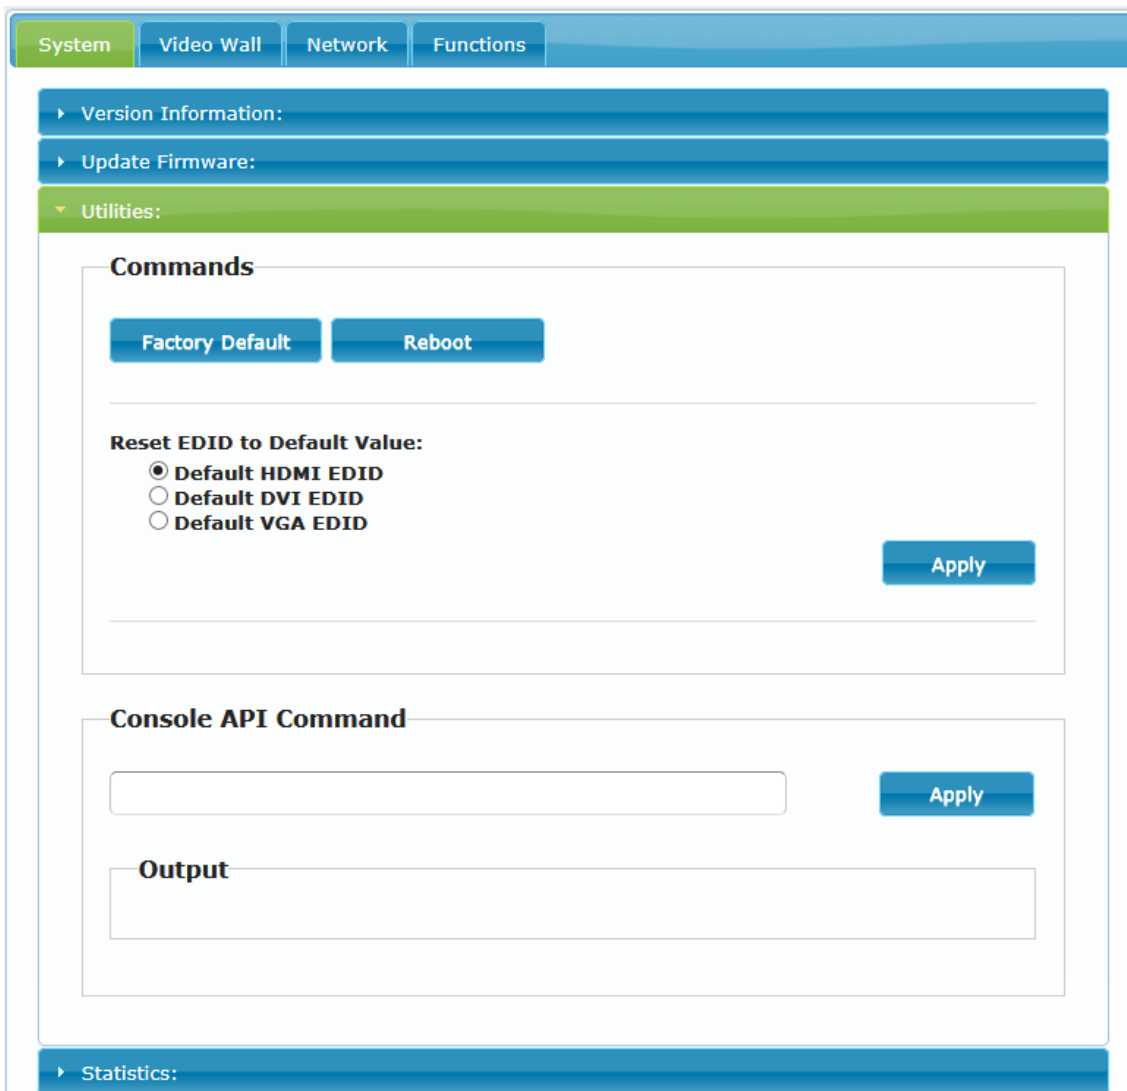 System Video Wall Network Functions
Version Information:
Update Firmware:
Utilities:
Commands
Factory Default Reboot
Reset EDID to Default Value:
Default HDMI EDID
Default DVI EDID
Default VGA EDID
Apply
Console API Command
Apply
Output
Statistics: